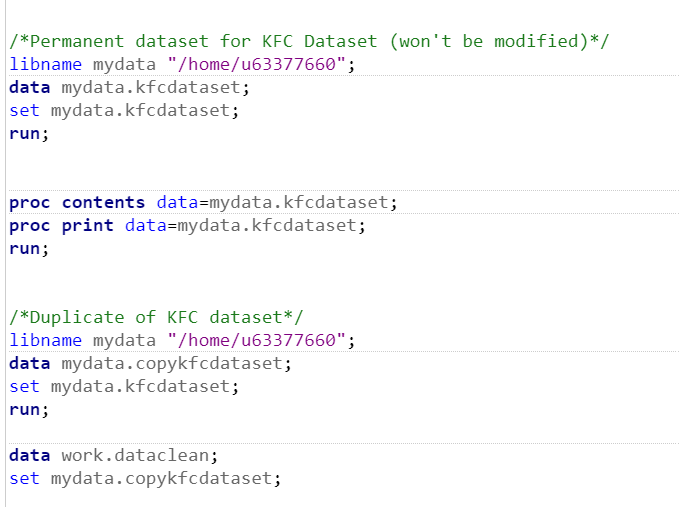 /*Permanent dataset for KFC Dataset (won't be modified)*/
libname mydata "/home/u63377660";
data mydata.kfcdataset;
set mydata.kfcdataset;
run;
proc contents data=mydata.kfcdataset;
proc print data=mydata.kfcdataset;
run;
/*Duplicate of KFC dataset*/
libname mydata "/home/u63377660";
data mydata.copykfcdataset;
set mydata.kfcdataset;
run;
data work.dataclean;
set mydata.copykfcdataset;